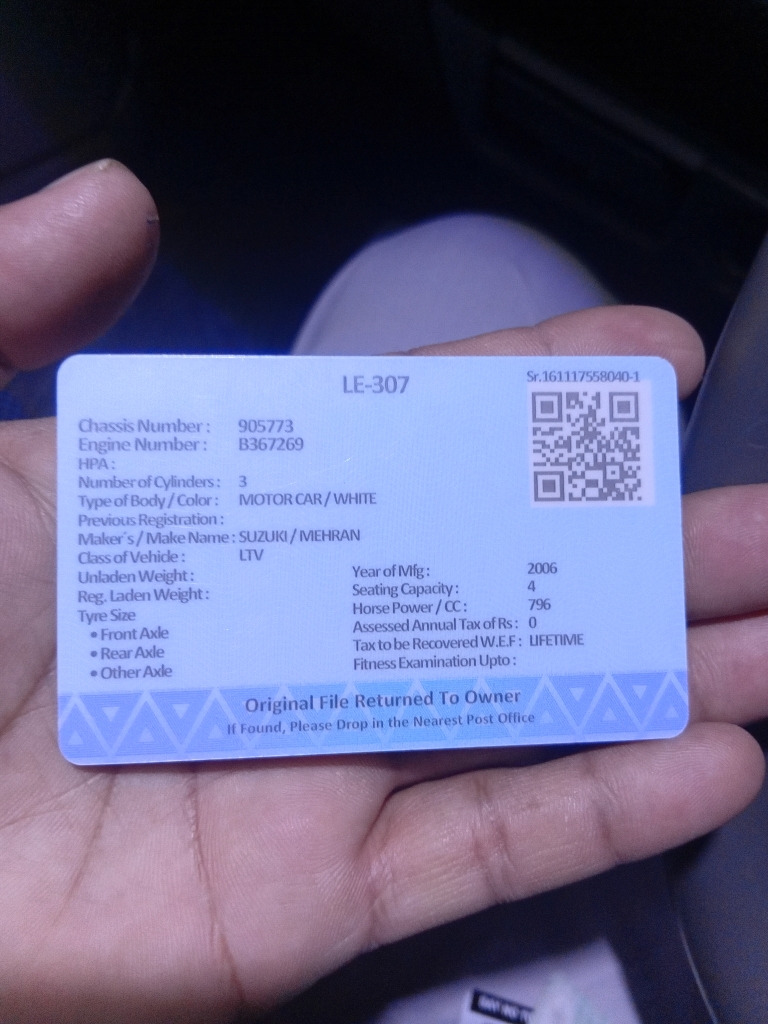 LE-307
Sr.161117558040-1
Chassis Number : 905773
Engine Number : B367269
HPA :
Number of Cylinders : 3
Type of Body / Color : MOTOR CAR / WHITE
Previous Registration :
Maker´s / Make Name : SUZUKI / MEHRAN
Class of Vehicle : LTV
Unladen Weight :
Reg. Laden Weight :
Tyre Size
• Front Axle
• Rear Axle
• Other Axle
Year of Mfg : 2006
Seating Capacity : 4
Horse Power / CC : 796
Assessed Annual Tax of Rs : 0
Tax to be Recovered W.E.F : LIFETIME
Fitness Examination Upto :
Original File Returned To Owner
If Found, Please Drop in the Nearest Post Office